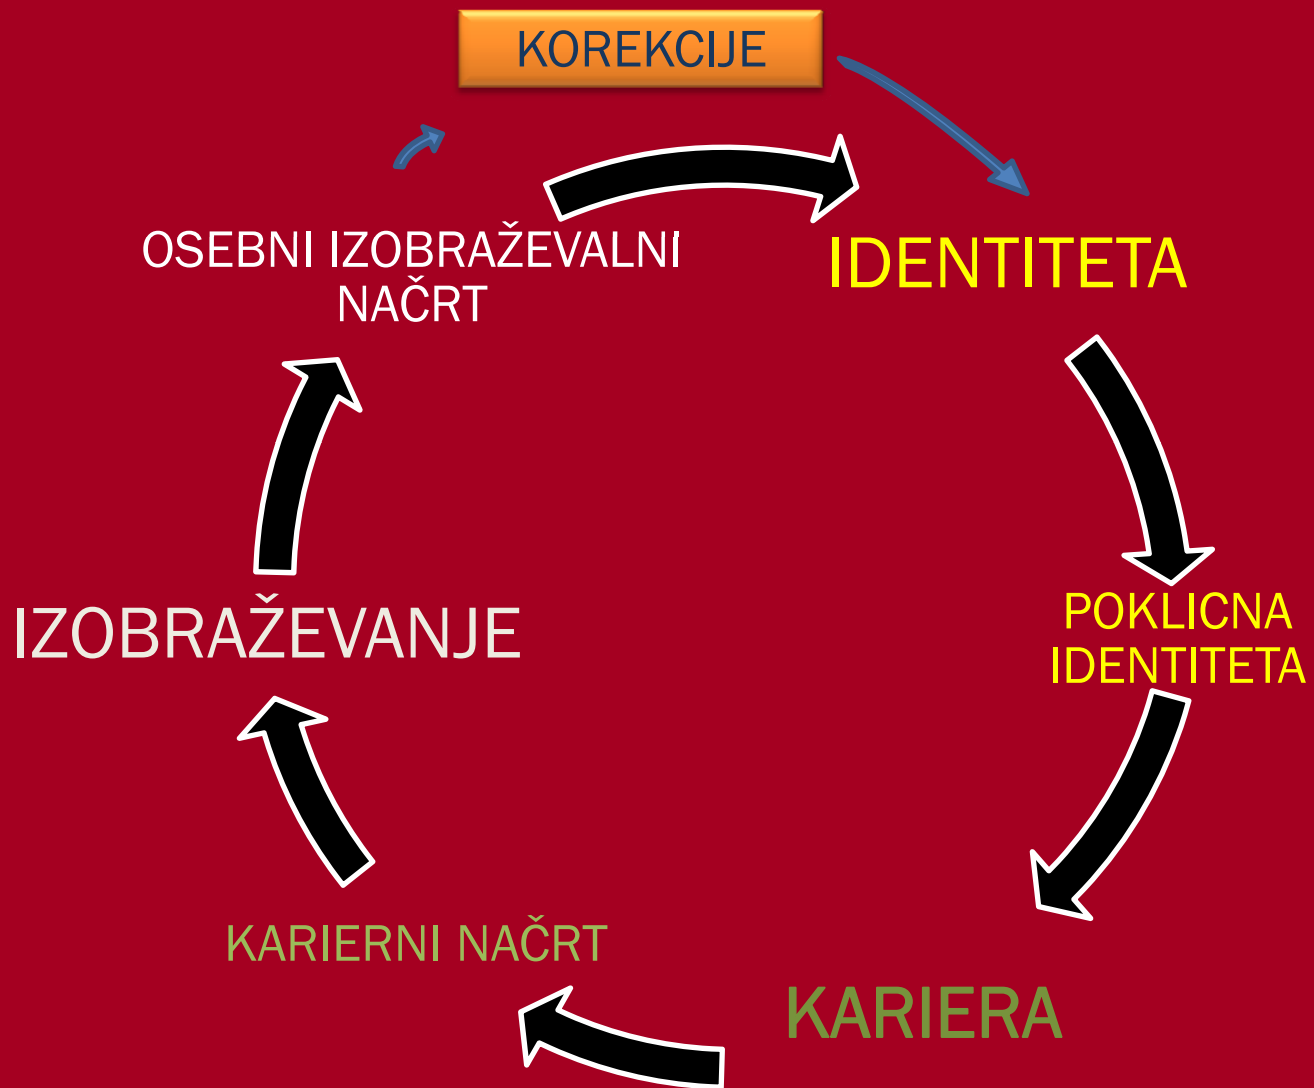 KOREKCIJE
OSEBNI IZOBRAŽEVALNI
NAČRT
IDENTITETA
POKLICNA
IDENTITETA
IZOBRAŽEVANJE
KARIERNI NAČRT
KARIERA